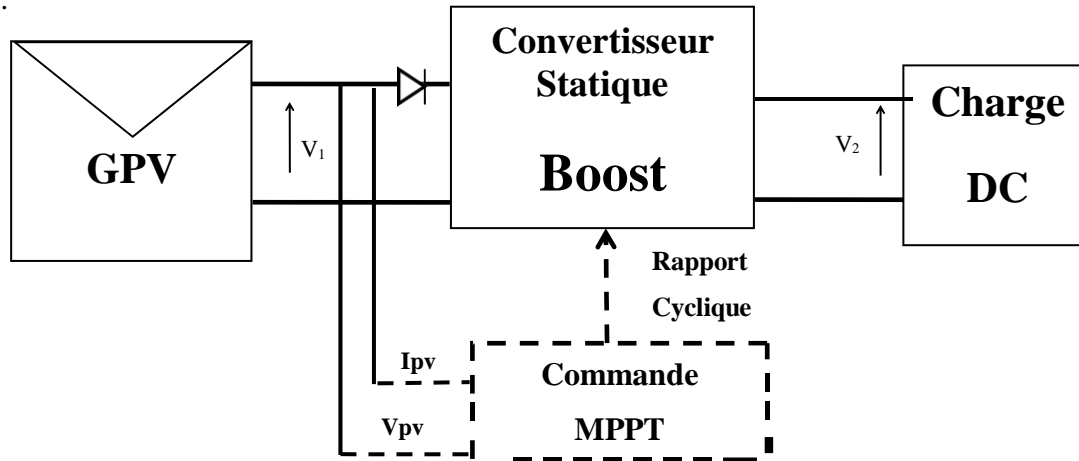 .
Convertisseur
Statique
Boost
GPV
V1
V2
Charge
DC
Rapport
Cyclique
Ipv
Vpv
Commande
MPPT